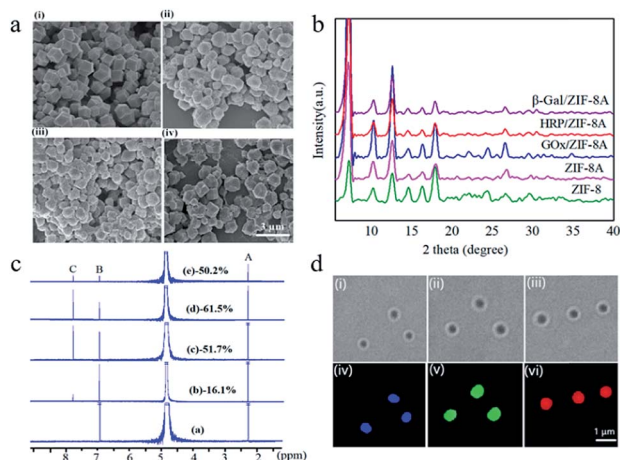 a
(i)
(ii)
(iii)
(iv)
3 μm
b
Intensity(a.u.)
β-Gal/ZIF-8A
HRP/ZIF-8A
GOx/ZIF-8A
ZIF-8A
ZIF-8
10 15 20 25 30 35 40
2 theta (degree)
c
C B A
(e)-50.2%
(d)-61.5%
(c)-51.7%
(b)-16.1%
(a)
8 7 6 5 4 3 2 (ppm)
d
(i)
(ii)
(iii)
(iv)
(v)
(vi)
1 μm